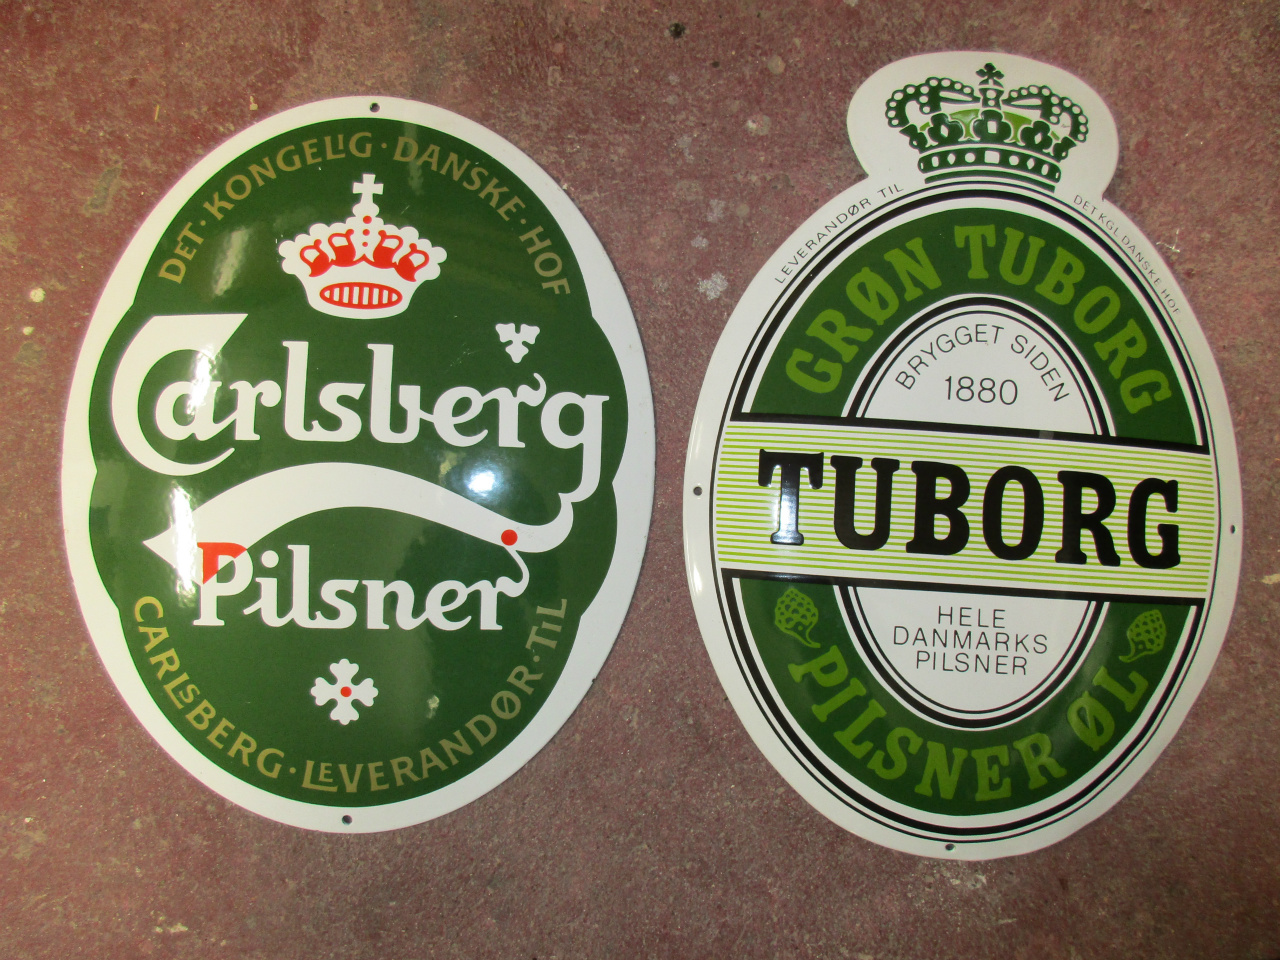 DET · KONGELIG · DANSKE · HOF
Carlsberg
Pilsner
CARLSBERG · LEVERANDØR · TIL
LEVERANDØR TIL
DET KGL. DANSKE HOF
GRØN TUBORG
BRYGGET SIDEN
1880
TUBORG
HELE
DANMARKS
PILSNER
PILSNER ØL